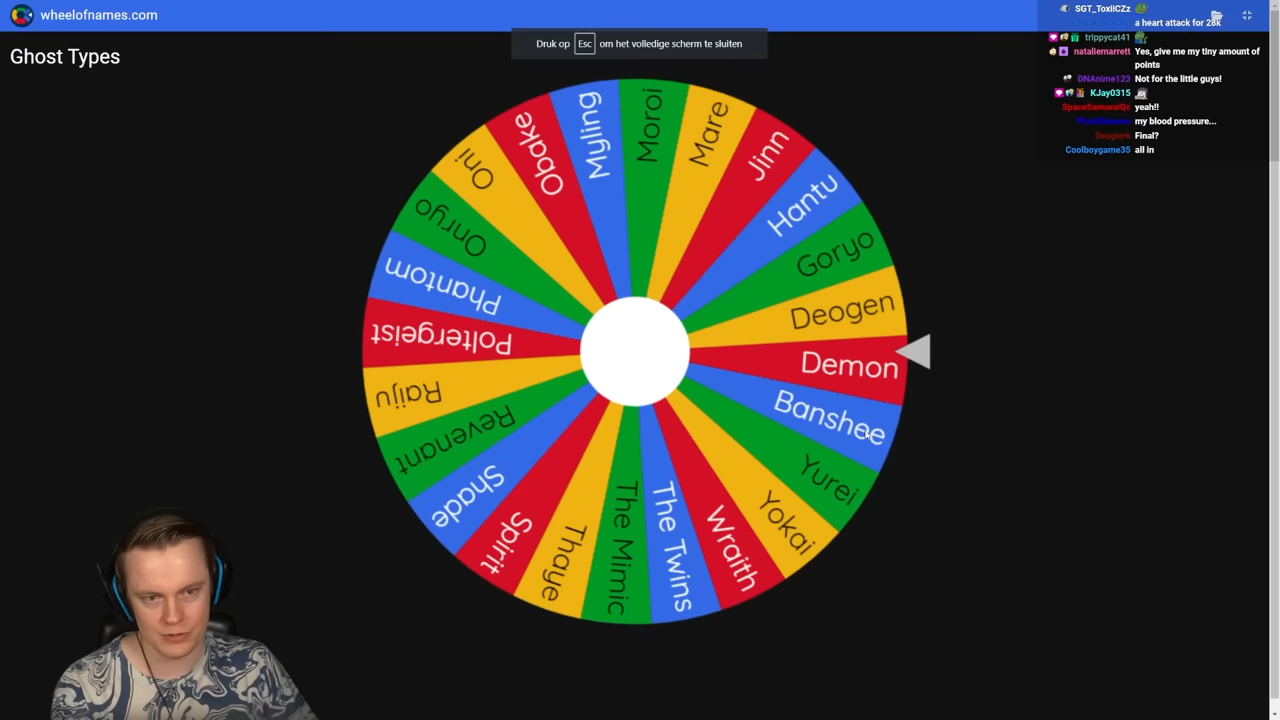 wheelofnames.com
Ghost Types
Druk op Esc om het volledige scherm te sluiten
SGT_ToxiiCZz
a heart attack for 28k
trippycat41
nataliemarrett Yes, give me my tiny amount of
points
DNAnime123 Not for the little guys!
KJay0315
SpaceSamuraiQc yeah!!
my blood pressure...
Deaglerk Final?
Coolboygame35 all in
Moroi
Mare
Jinn
Hantu
Goryo
Deogen
Demon
Banshee
Yurei
Yokai
Wraith
The Twins
The Mimic
Thaye
Spirit
Shade
Revenant
Raiju
Poltergeist
Phantom
Onryo
Oni
Obake
Myling